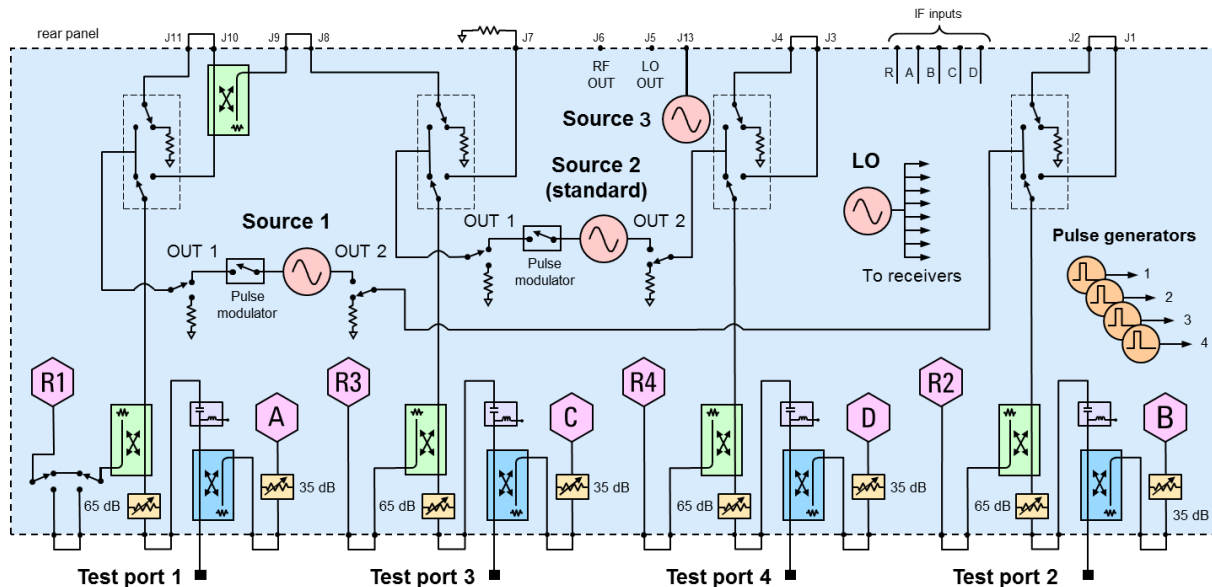 rear panel
J11
J10
J9
J8
J7
J6
J5
J13
J4
J3
IF inputs
J2
J1
RF
OUT
LO
OUT
R
A
B
C
D
Source 3
Source 2
(standard)
LO
Source 1
OUT 1
OUT 2
Pulse
modulator
OUT 1
OUT 2
Pulse
modulator
To receivers
Pulse generators
1
2
3
4
R1
A
R3
C
R4
D
R2
B
65 dB
35 dB
65 dB
35 dB
65 dB
35 dB
65 dB
35 dB
Test port 1
Test port 3
Test port 4
Test port 2